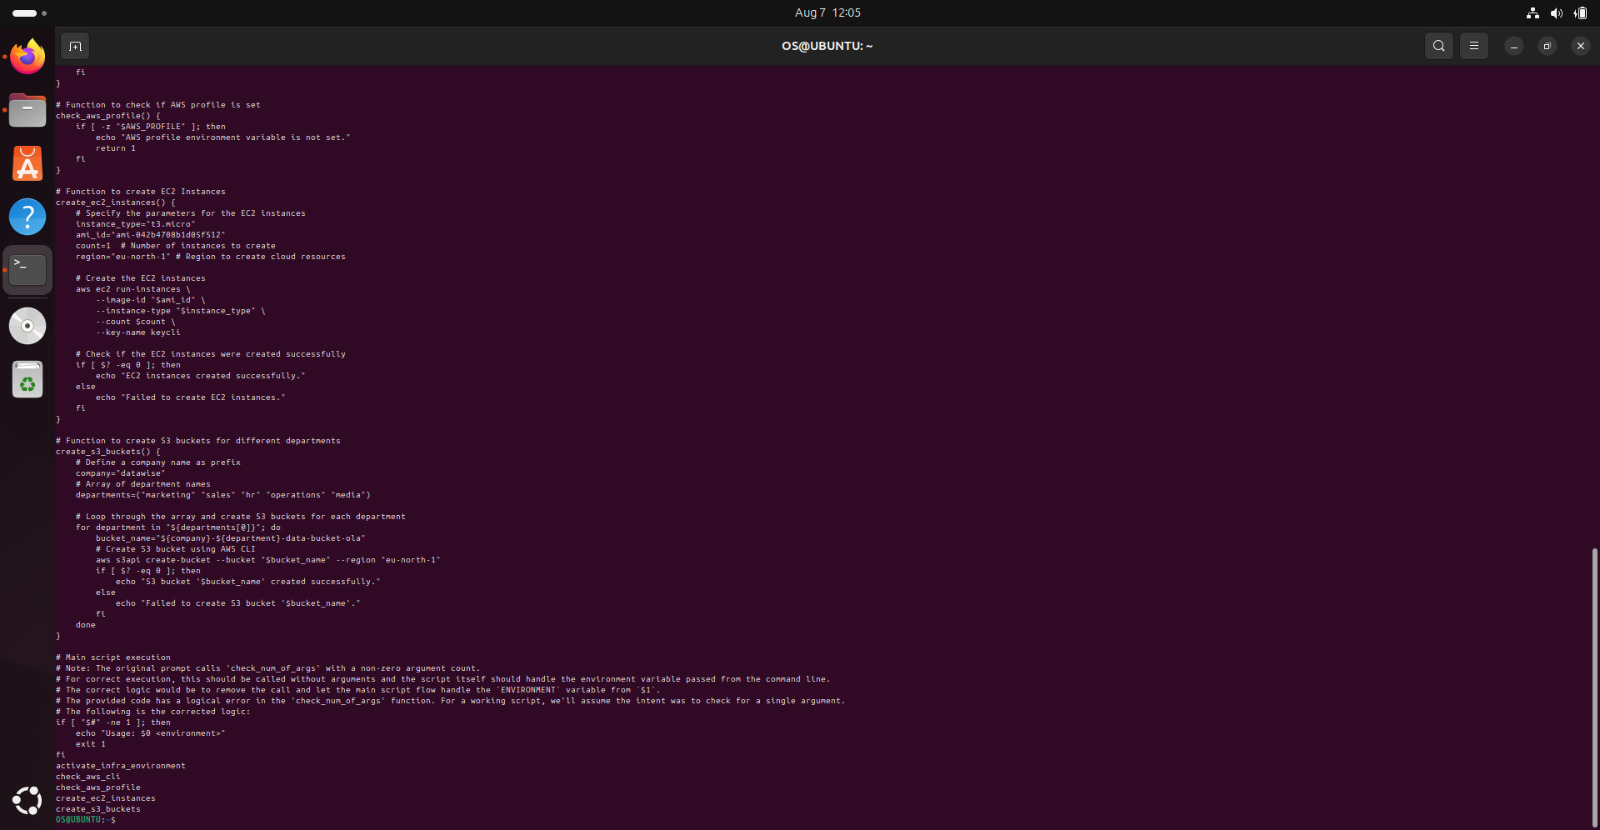 Aug 7 12:05
OS@UBUNTU: ~
    fi
}

# Function to check if AWS profile is set
check_aws_profile() {
    if [ -z "$AWS_PROFILE" ]; then
        echo "AWS profile environment variable is not set."
        return 1
    fi
}

# Function to create EC2 Instances
create_ec2_instances() {
    # Specify the parameters for the EC2 instances
    instance_type="t3.micro"
    ami_id="ami-042b4708b1d05f512"
    count=1  # Number of instances to create
    region="eu-north-1" # Region to create cloud resources

    # Create the EC2 instances
    aws ec2 run-instances \
        --image-id "$ami_id" \
        --instance-type "$instance_type" \
        --count $count \
        --key-name keycli

    # Check if the EC2 instances were created successfully
    if [ $? -eq 0 ]; then
        echo "EC2 instances created successfully."
    else
        echo "Failed to create EC2 instances."
    fi
}

# Function to create S3 buckets for different departments
create_s3_buckets() {
    # Define a company name as prefix
    company="datawise"
    # Array of department names
    departments=("marketing" "sales" "hr" "operations" "media")

    # Loop through the array and create S3 buckets for each department
    for department in "${departments[@]}"; do
        bucket_name="${company}-${department}-data-bucket-ola"
        # Create S3 bucket using AWS CLI
        aws s3api create-bucket --bucket "$bucket_name" --region "eu-north-1"
        if [ $? -eq 0 ]; then
            echo "S3 bucket '$bucket_name' created successfully."
        else
            echo "Failed to create S3 bucket '$bucket_name'."
        fi
    done
}

# Main script execution
# Note: The original prompt calls 'check_num_of_args' with a non-zero argument count.
# For correct execution, this should be called without arguments and the script itself should handle the environment variable passed from the command line.
# The correct logic would be to remove the call and let the main script flow handle the `ENVIRONMENT` variable from `$1`.
# The provided code has a logical error in the 'check_num_of_args' function. For a working script, we'll assume the intent was to check for a single argument.
# The following is the corrected logic:
if [ "$#" -ne 1 ]; then
    echo "Usage: $0 <environment>"
    exit 1
fi
activate_infra_environment
check_aws_cli
check_aws_profile
create_ec2_instances
create_s3_buckets
OS@UBUNTU:~$